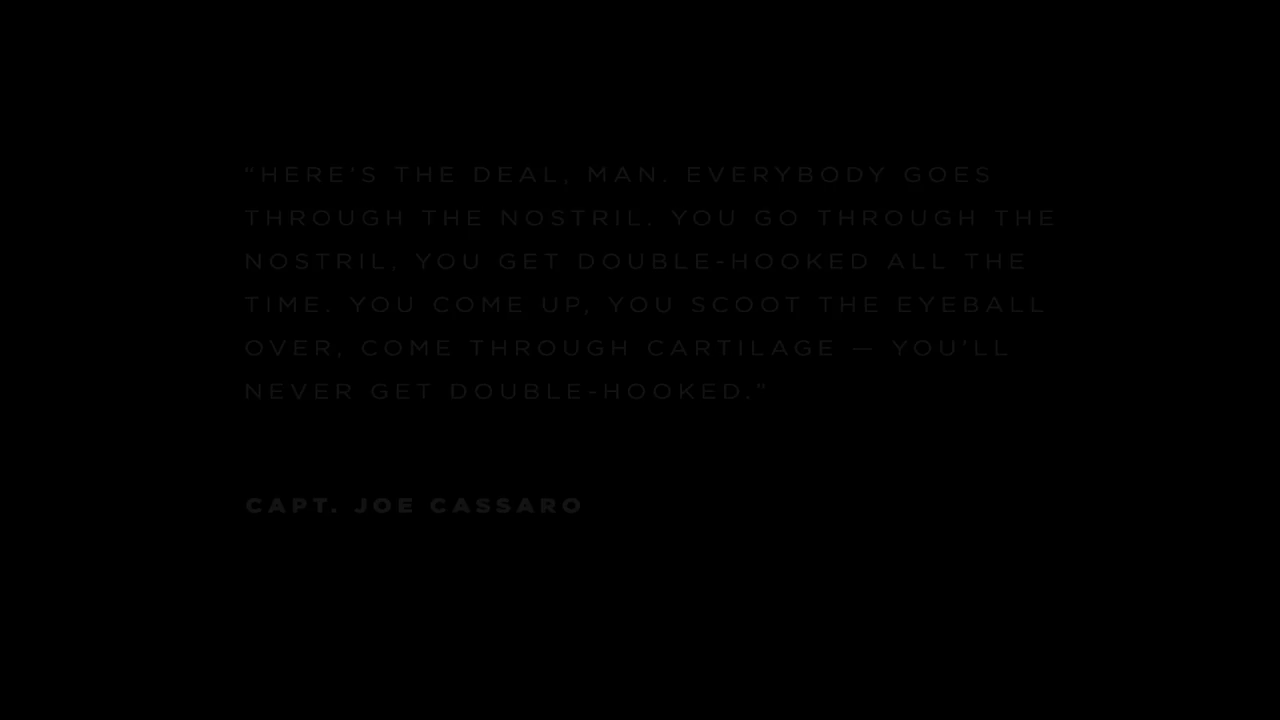 “HERE’S THE DEAL, MAN. EVERYBODY GOES
THROUGH THE NOSTRIL. YOU GO THROUGH THE
NOSTRIL, YOU GET DOUBLE-HOOKED ALL THE
TIME. YOU COME UP, YOU SCOOT THE EYEBALL
OVER, COME THROUGH CARTILAGE — YOU’LL
NEVER GET DOUBLE-HOOKED.”
CAPT. JOE CASSARO